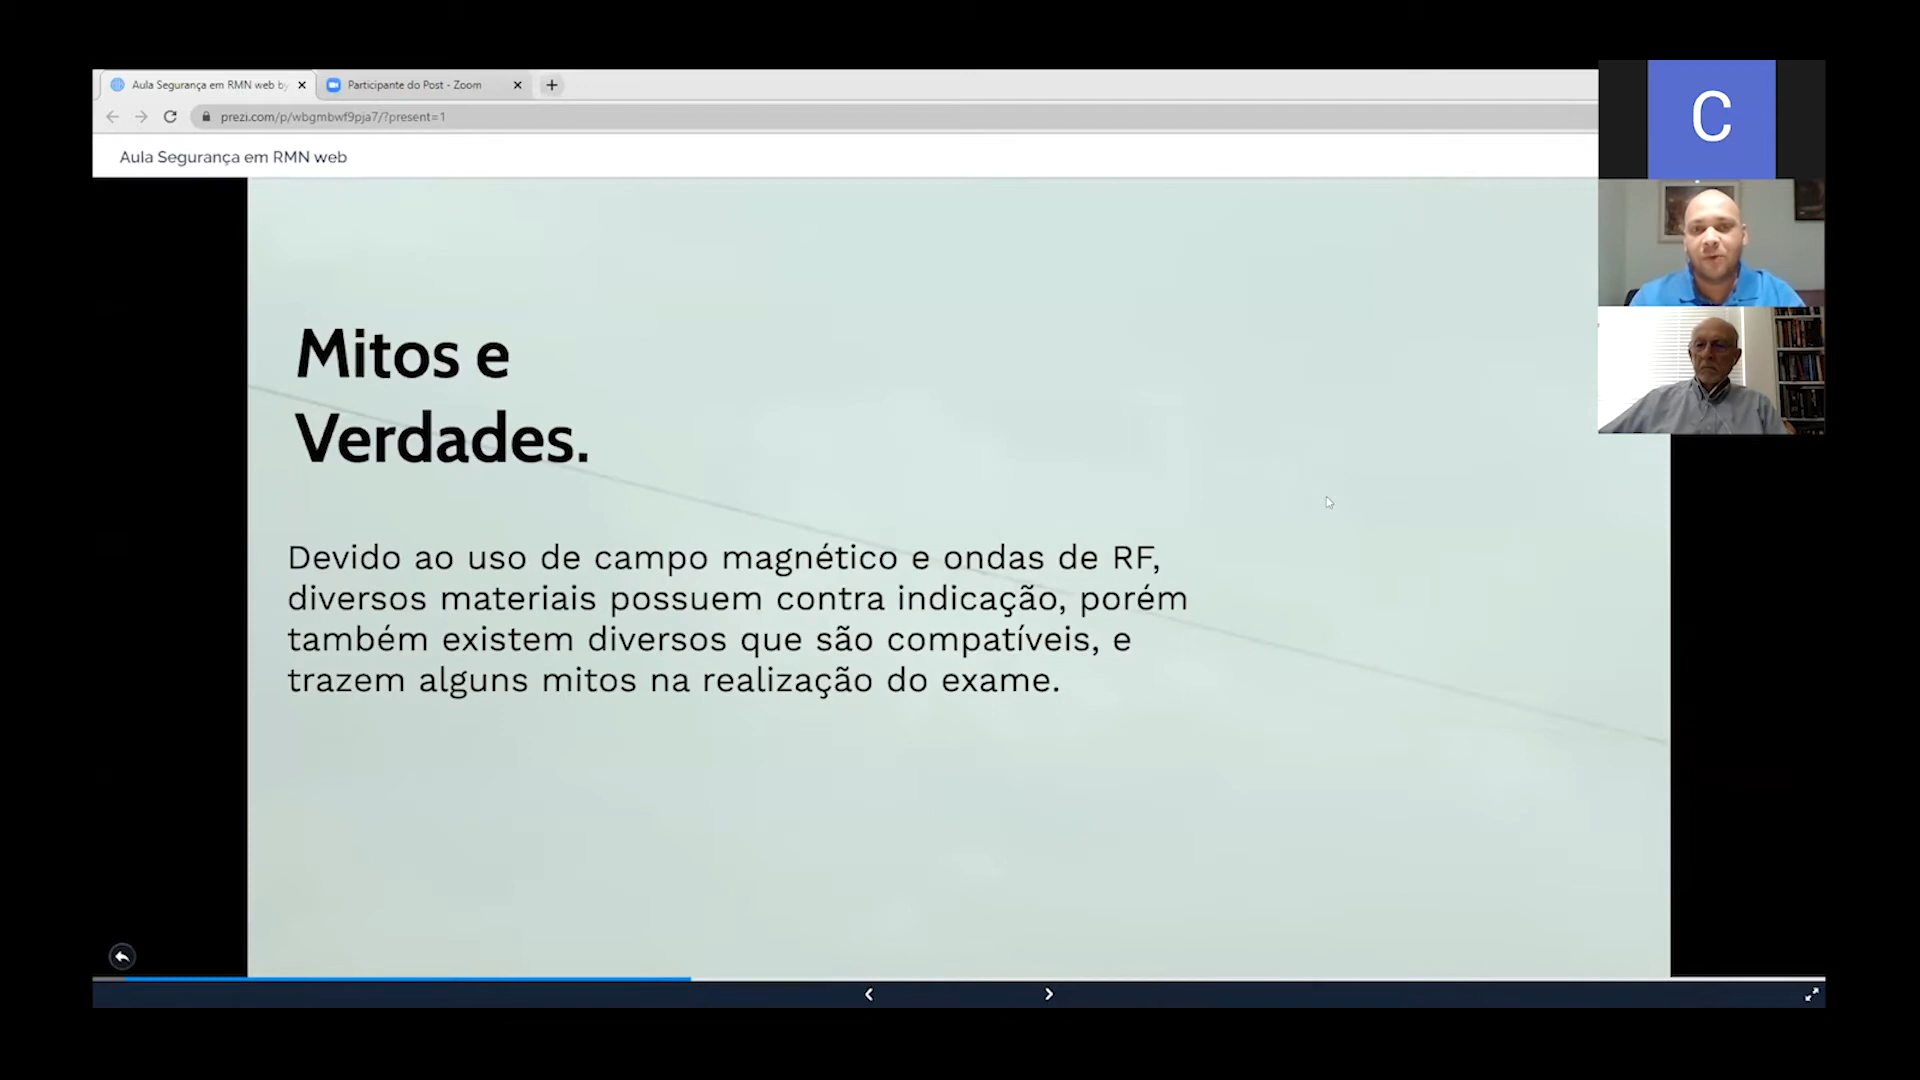 Aula Segurança em RMN web by
Participante do Post - Zoom
prezi.com/p/wbgmbwf9pja7/?present=1
Aula Segurança em RMN web
C
Mitos e
Verdades.
Devido ao uso de campo magnético e ondas de RF,
diversos materiais possuem contra indicação, porém
também existem diversos que são compatíveis, e
trazem alguns mitos na realização do exame.